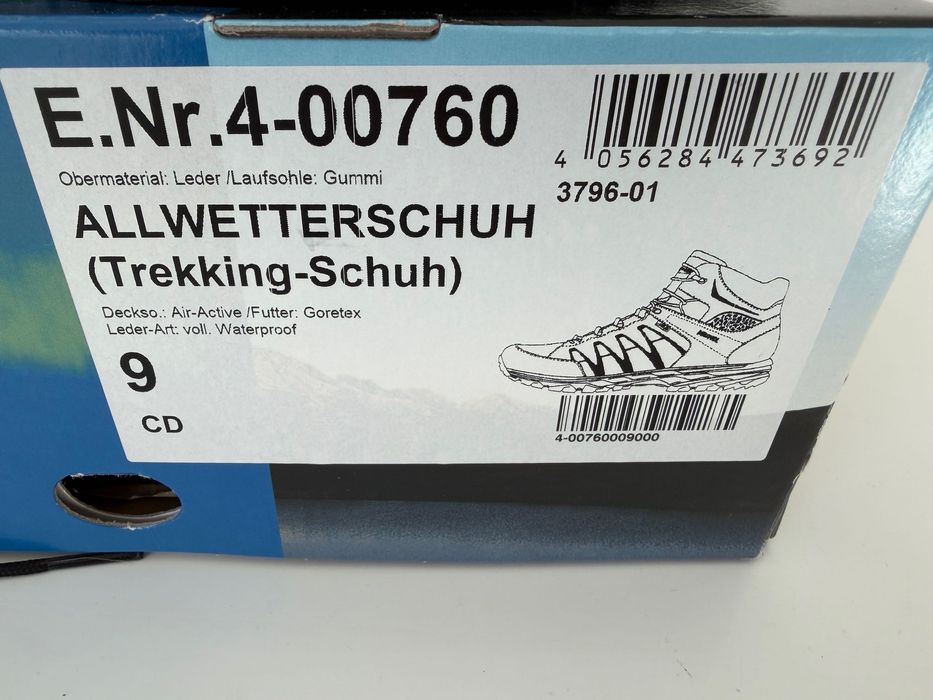 E.Nr.4-00760
4 056284 473692
Obermaterial: Leder /Laufsohle: Gummi
3796-01
ALLWETTERSCHUH
(Trekking-Schuh)
Deckso.: Air-Active /Futter: Goretex
Leder-Art: voll. Waterproof
9
CD
4-00760009000